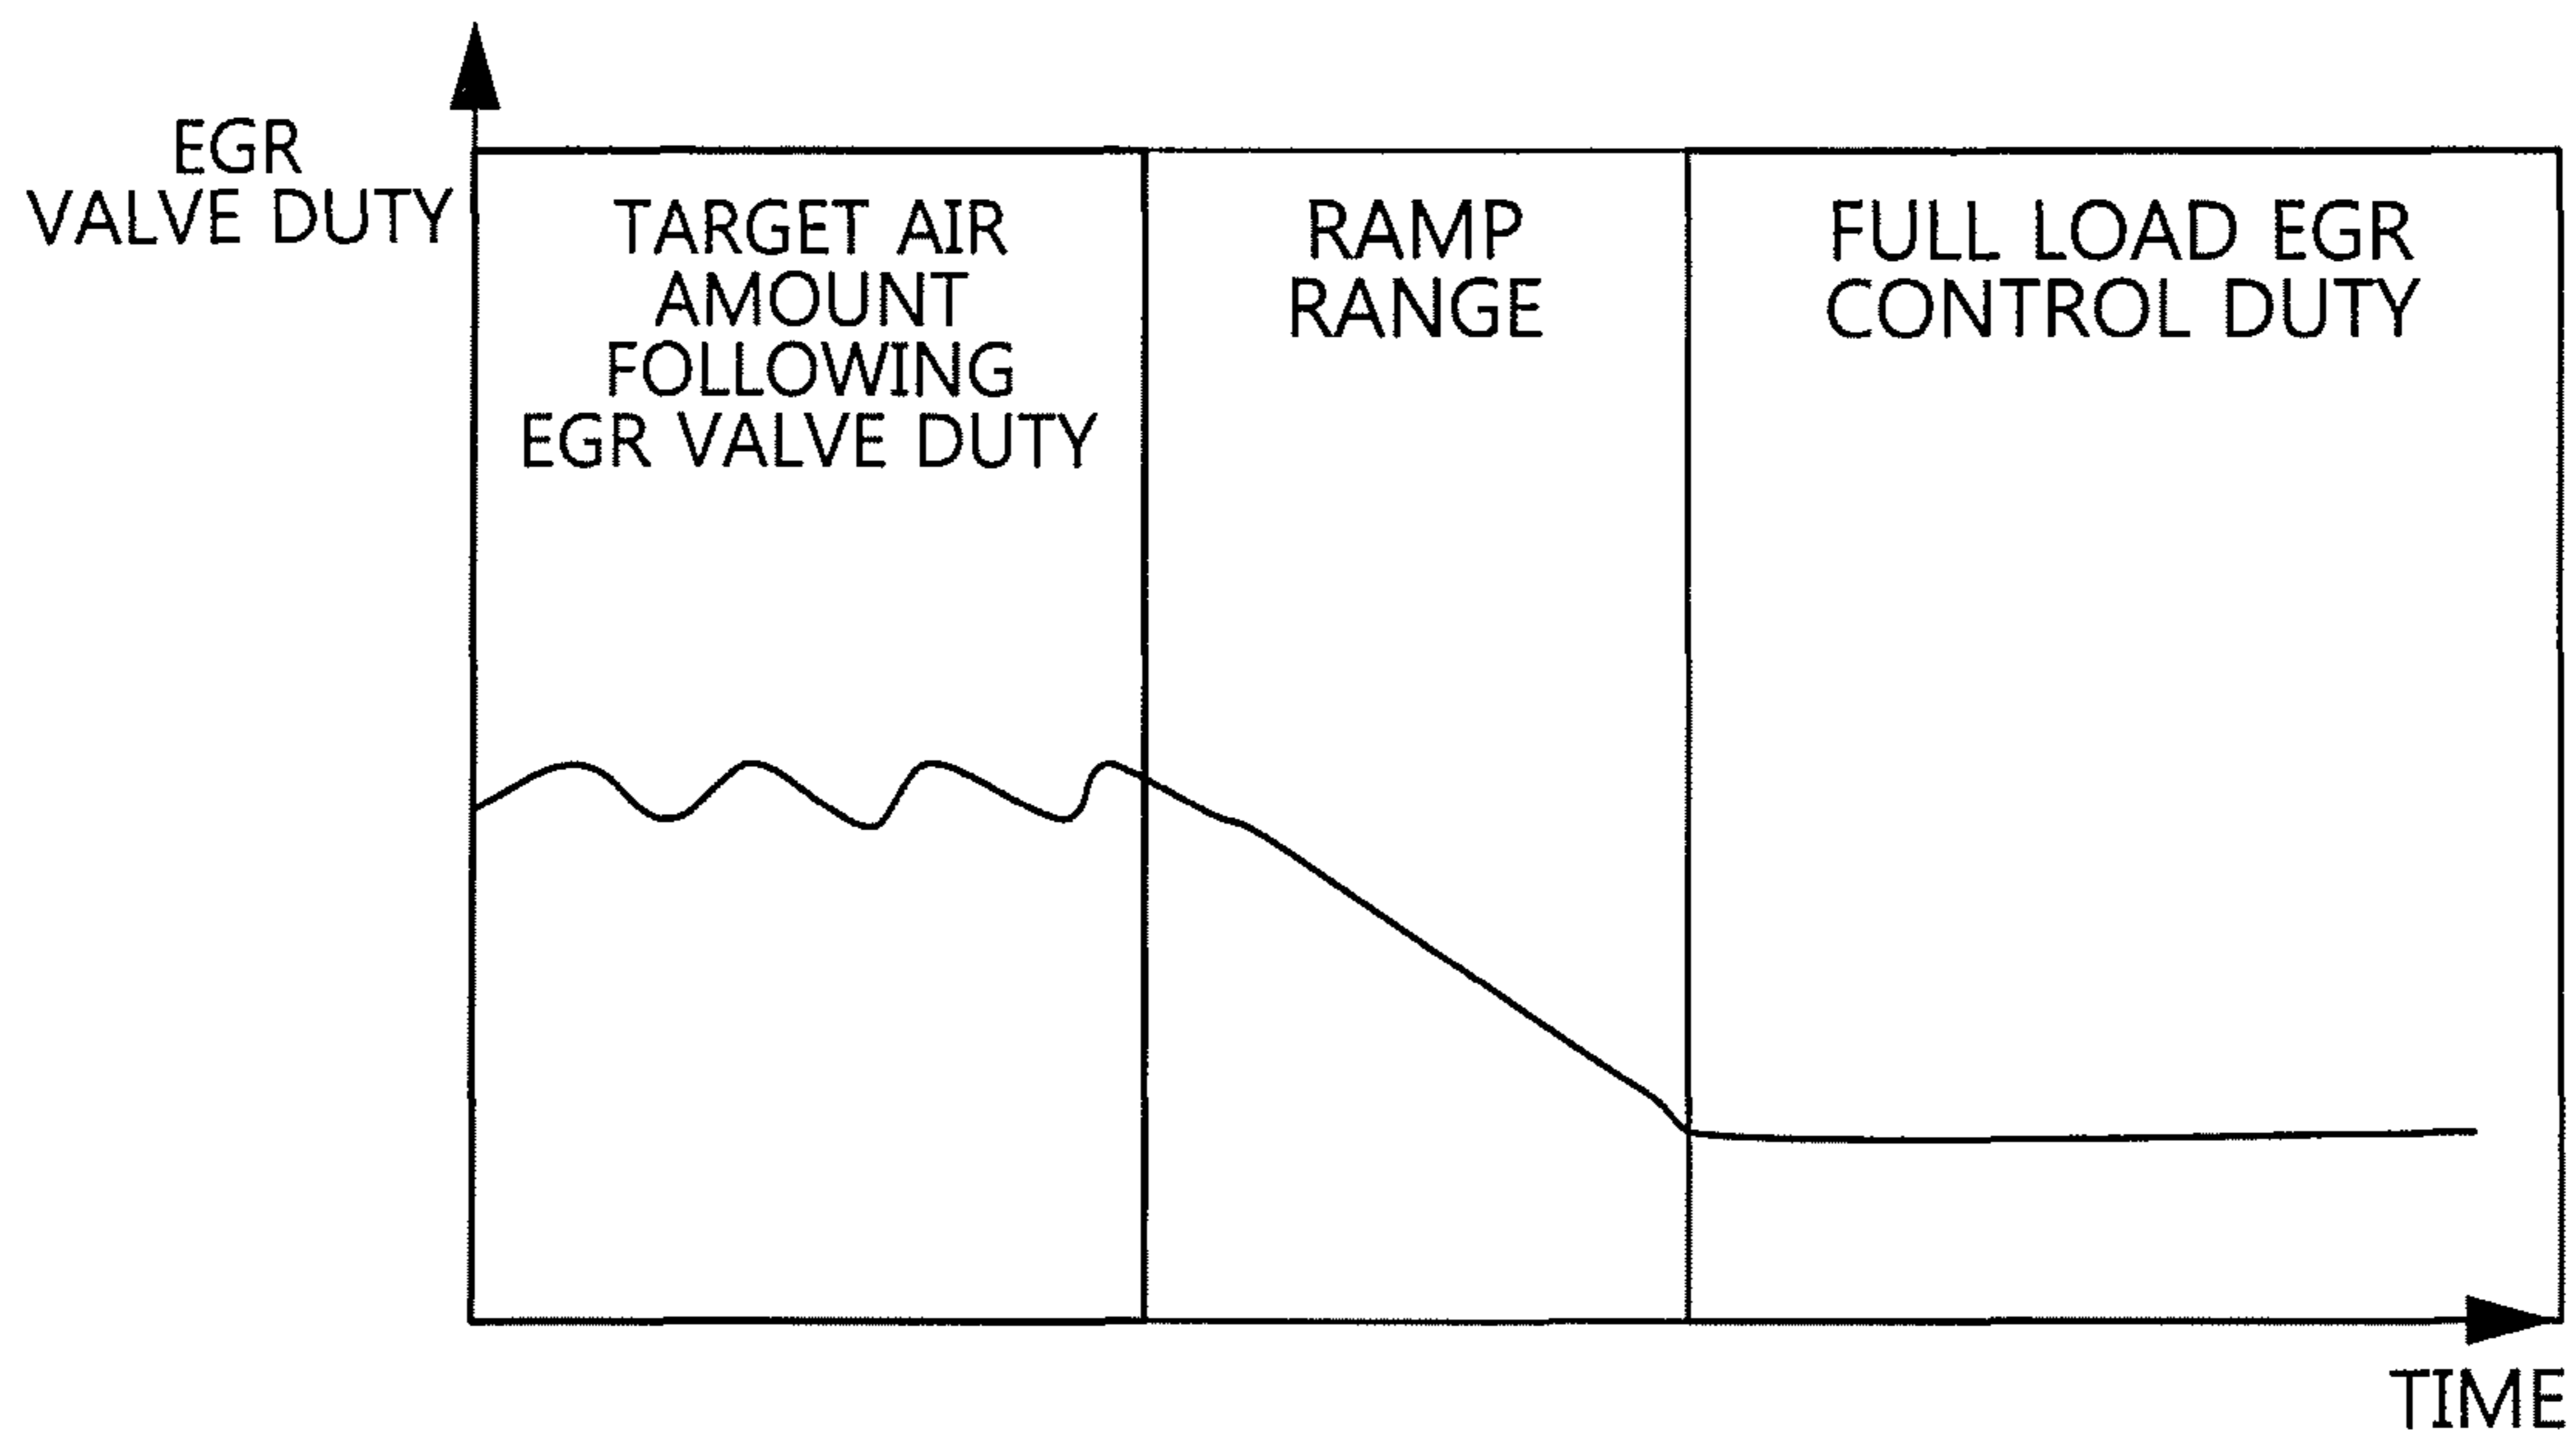 EGR
VALVE DUTY
TARGET AIR
AMOUNT
FOLLOWING
EGR VALVE DUTY
RAMP
RANGE
FULL LOAD EGR
CONTROL DUTY
TIME